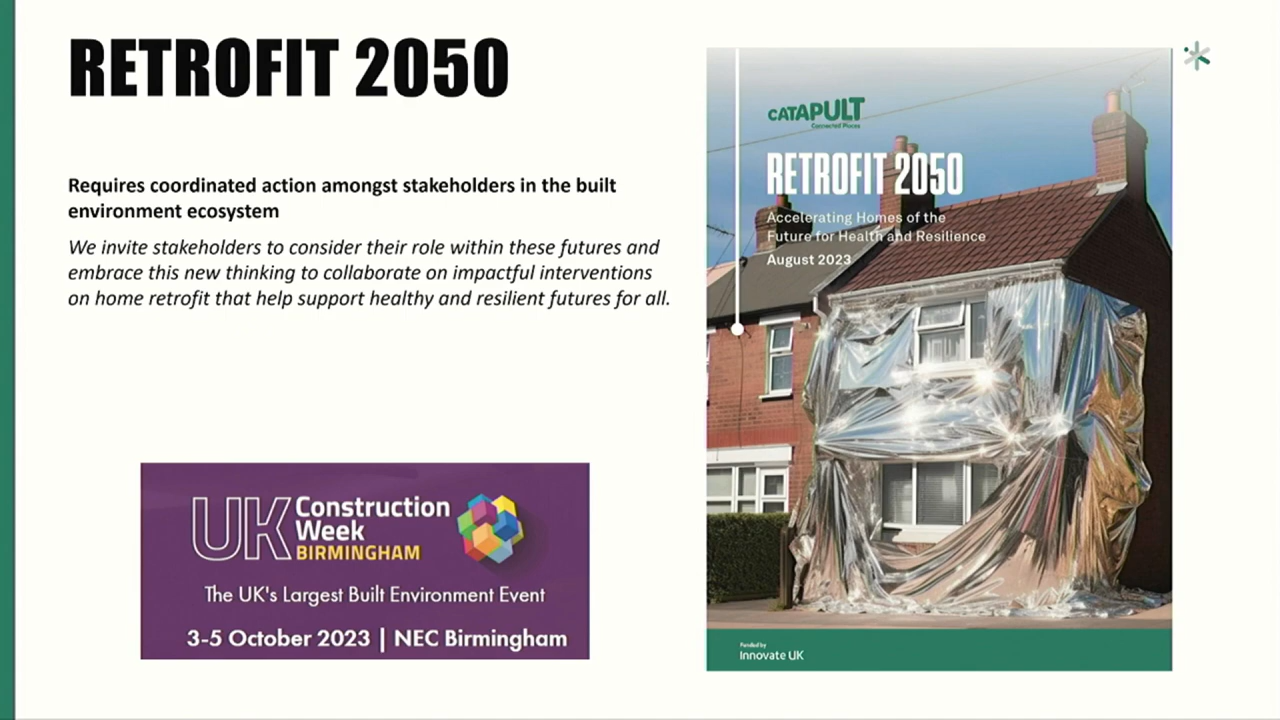 RETROFIT 2050
Requires coordinated action amongst stakeholders in the built
environment ecosystem
We invite stakeholders to consider their role within these futures and
embrace this new thinking to collaborate on impactful interventions
on home retrofit that help support healthy and resilient futures for all.
UK Construction
Week
BIRMINGHAM
The UK's Largest Built Environment Event
3-5 October 2023 | NEC Birmingham
CATAPULT
Connected Places
RETROFIT 2050
Accelerating Homes of the
Future for Health and Resilience
August 2023
Funded by
Innovate UK